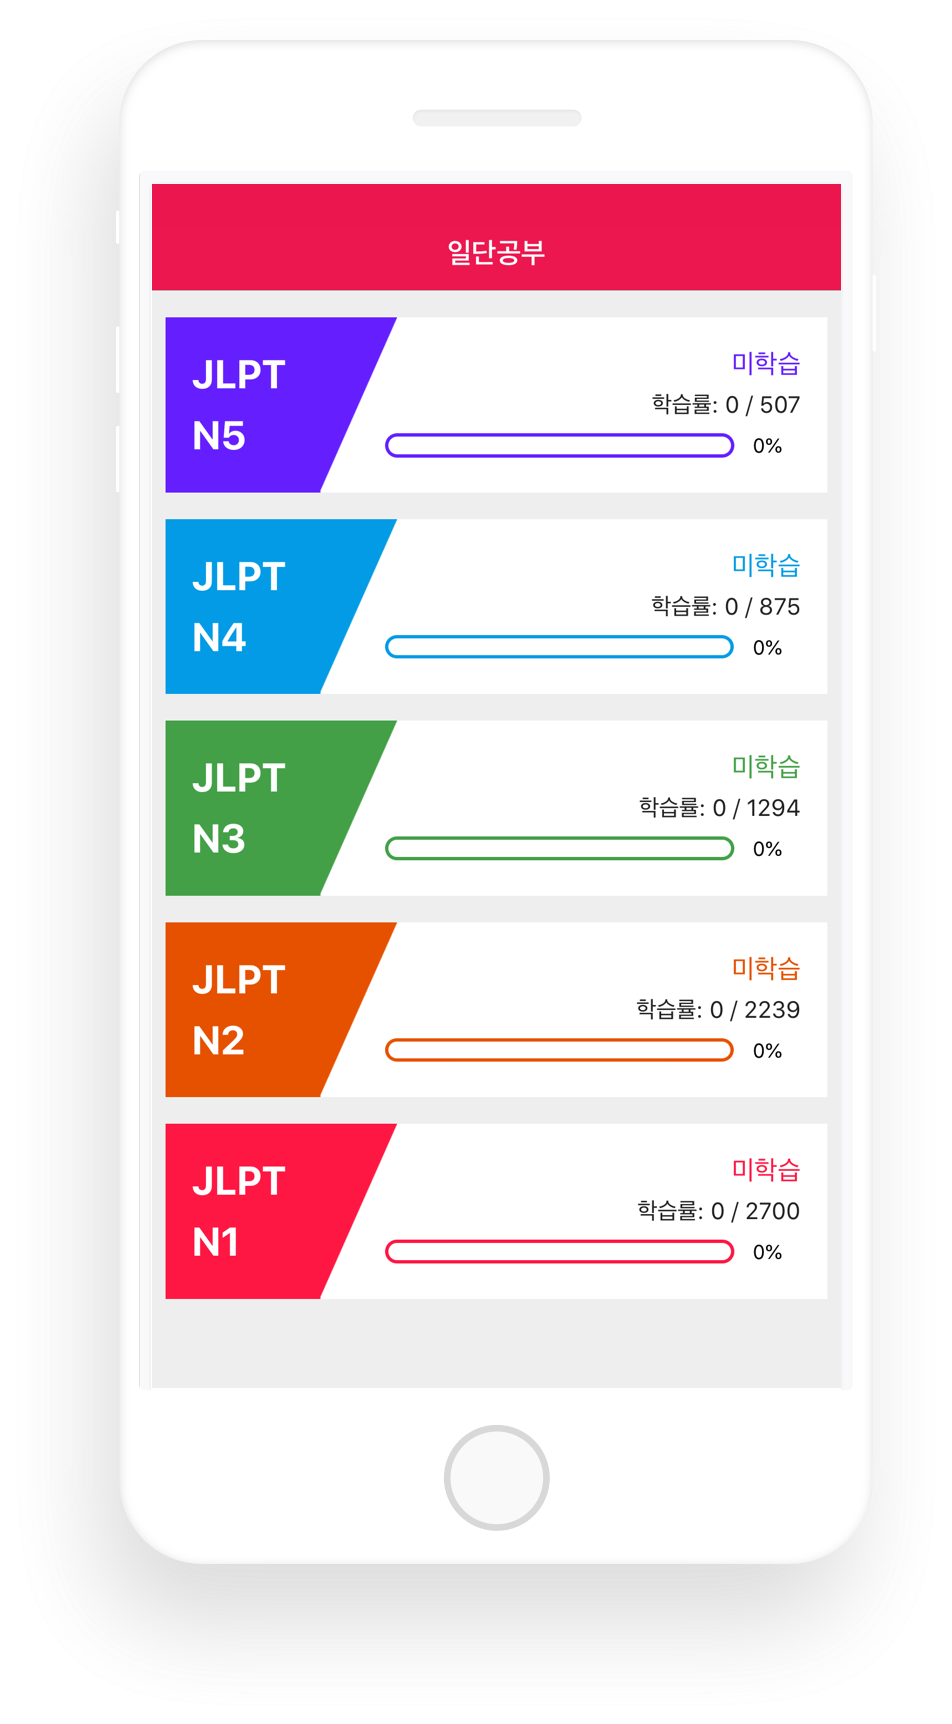 일단공부
JLPT
N5
미학습
학습률: 0 / 507
0%
JLPT
N4
미학습
학습률: 0 / 875
0%
JLPT
N3
미학습
학습률: 0 / 1294
0%
JLPT
N2
미학습
학습률: 0 / 2239
0%
JLPT
N1
미학습
학습률: 0 / 2700
0%